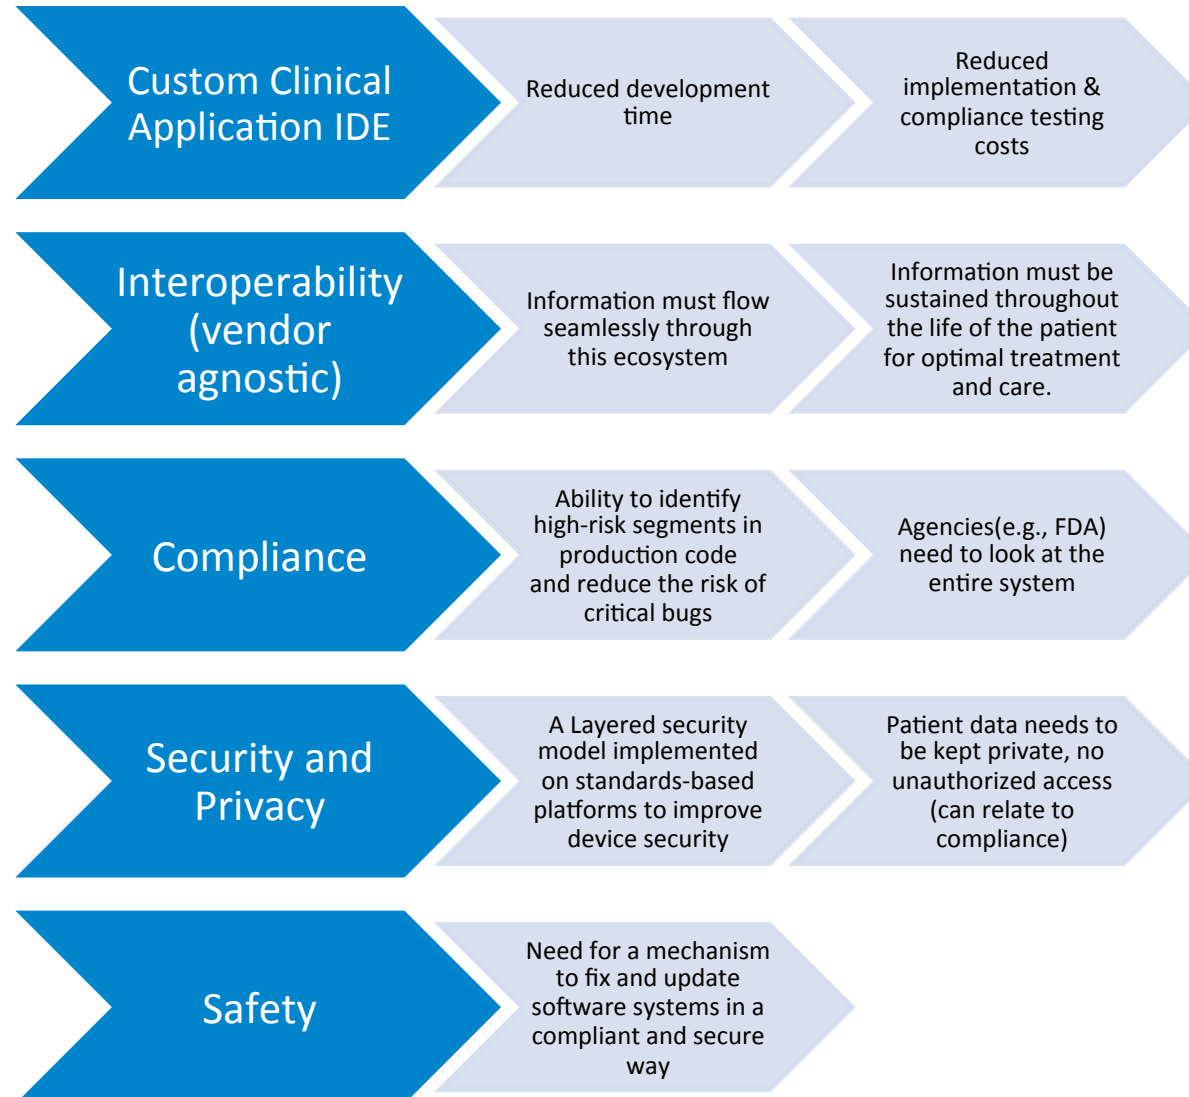 Custom Clinical
Application IDE
Reduced development
time
Reduced
implementation &
compliance testing
costs
Interoperability
(vendor
agnostic)
Information must flow
seamlessly through
this ecosystem
Information must be
sustained throughout
the life of the patient
for optimal treatment
and care.
Compliance
Ability to identify
high-risk segments in
production code
and reduce the risk of
critical bugs
Agencies(e.g., FDA)
need to look at the
entire system
Security and
Privacy
A Layered security
model implemented
on standards-based
platforms to improve
device security
Patient data needs to
be kept private, no
unauthorized access
(can relate to
compliance)
Safety
Need for a mechanism
to fix and update
software systems in a
compliant and secure
way